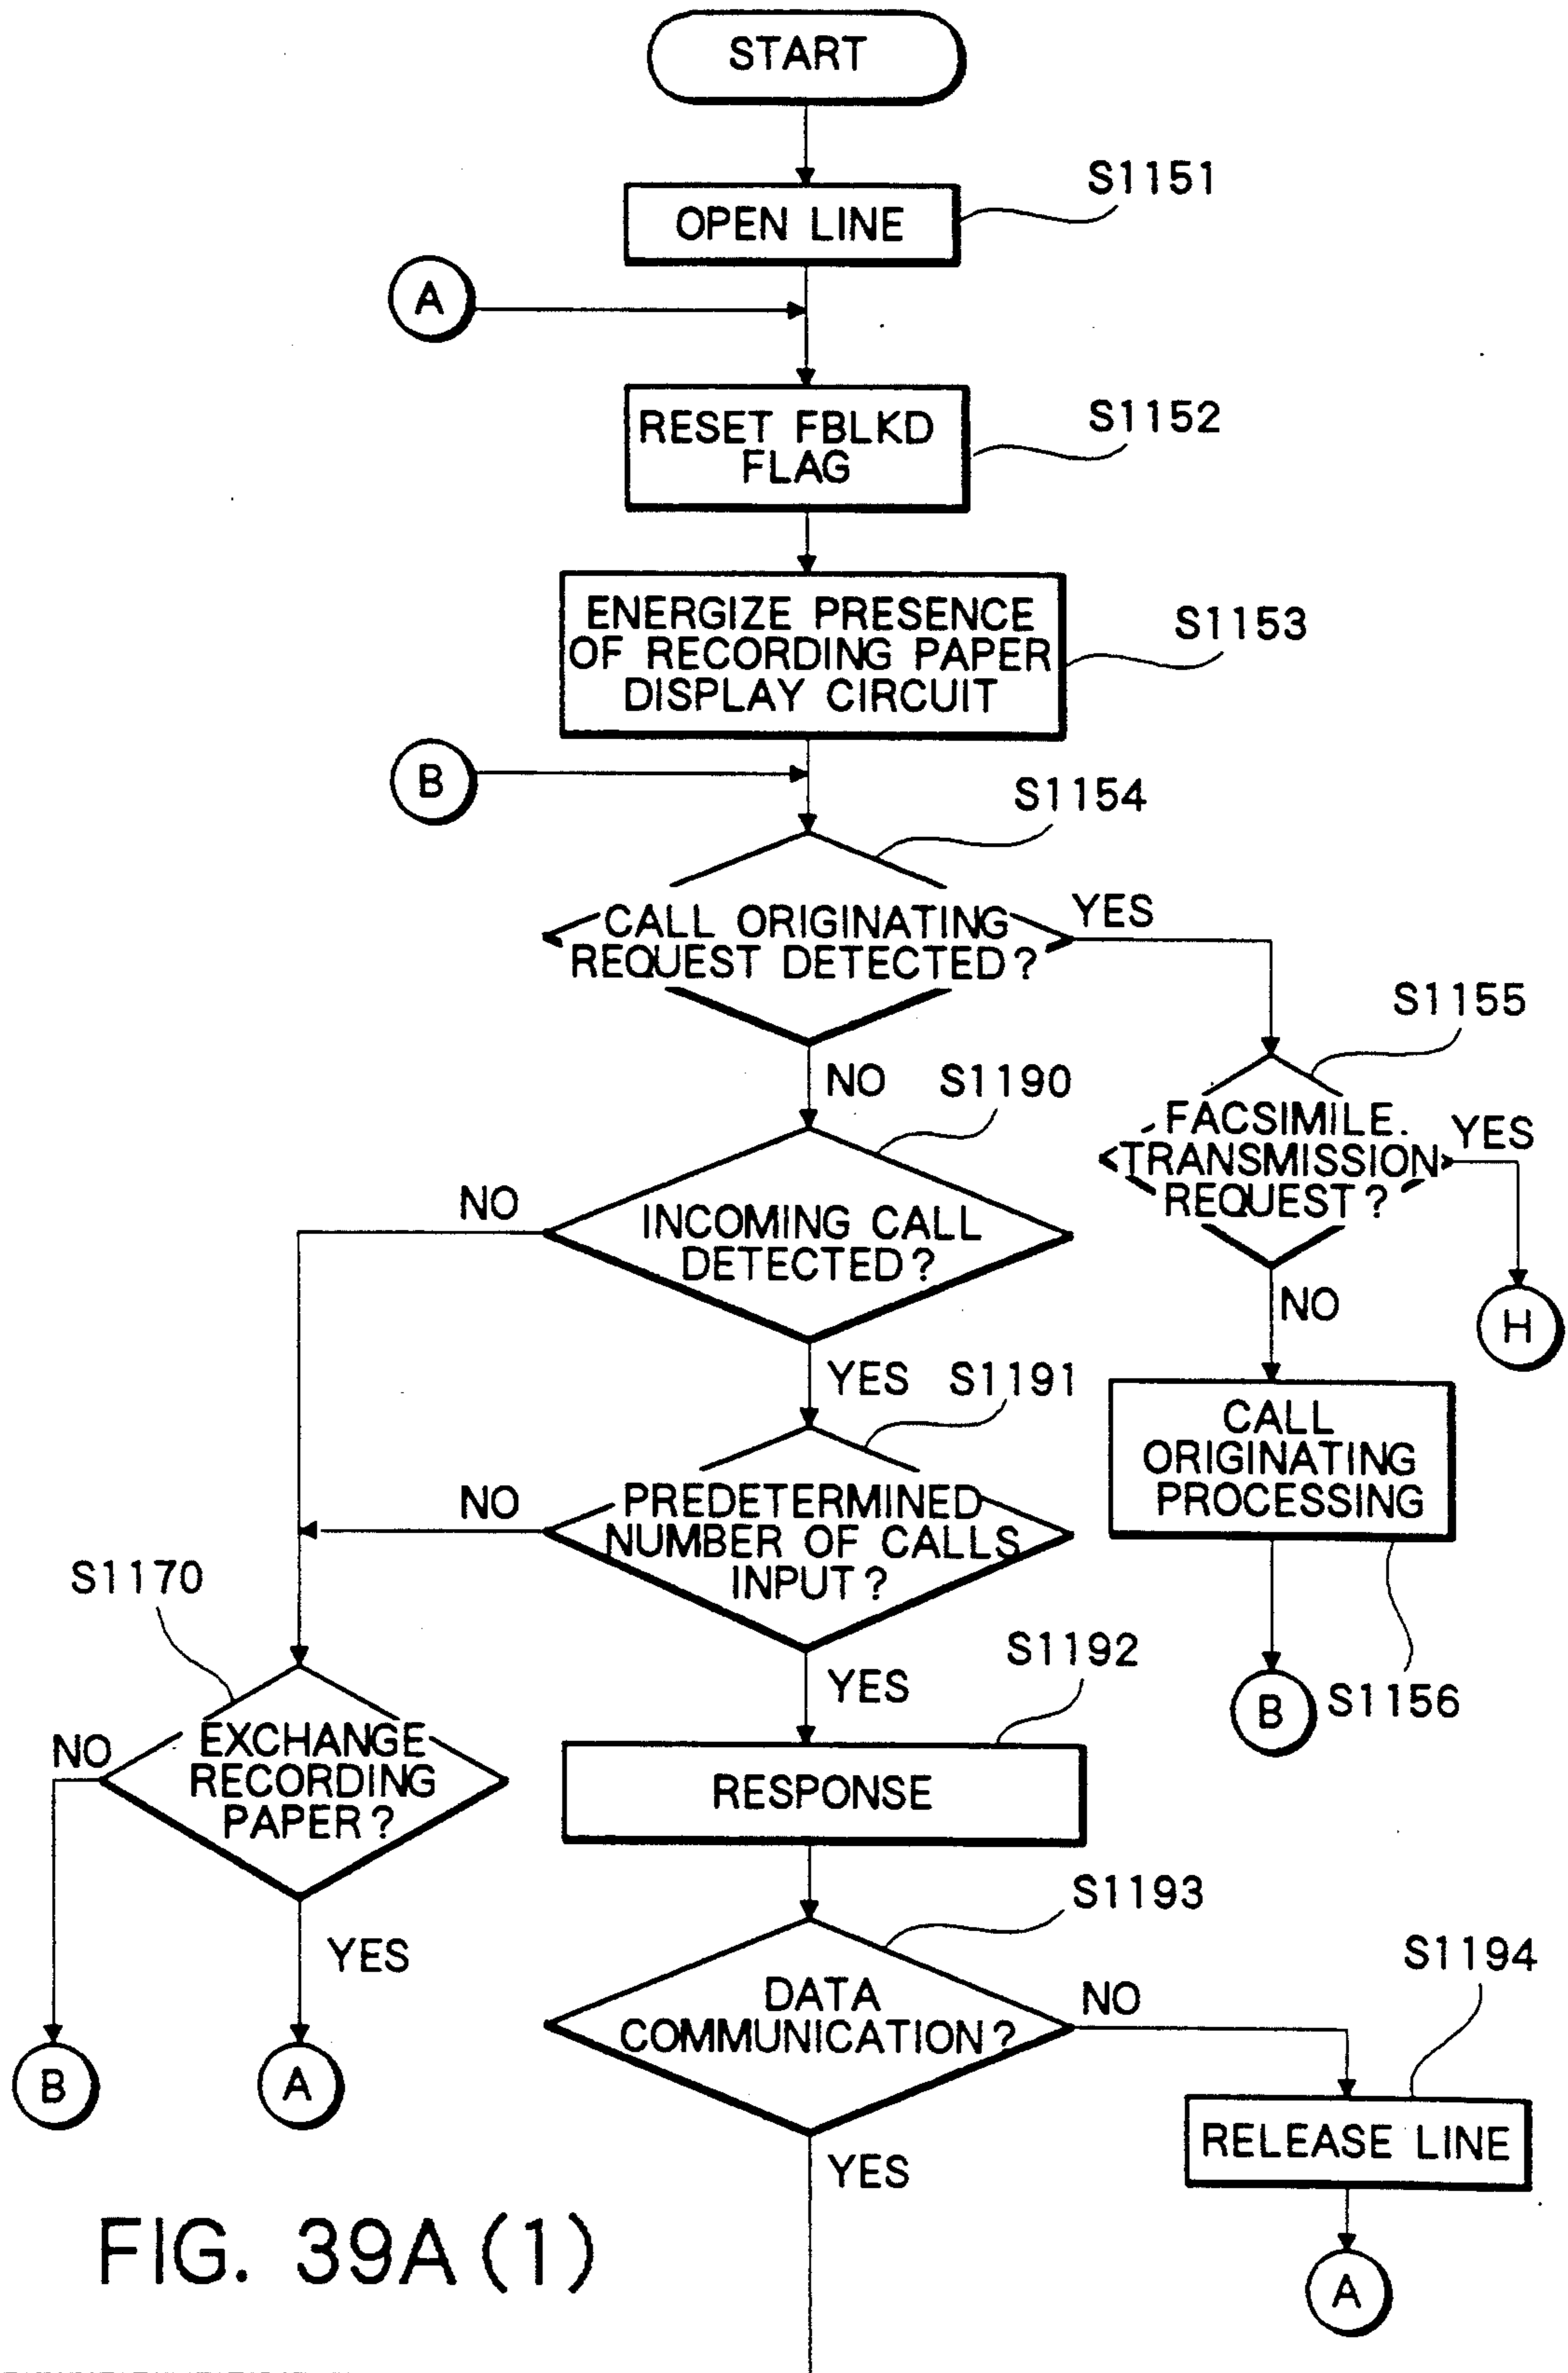 START
S1151
OPEN LINE
A
S1152
RESET FBLKD
FLAG
S1153
ENERGIZE PRESENCE
OF RECORDING PAPER
DISPLAY CIRCUIT
B
S1154
CALL ORIGINATING
REQUEST DETECTED?
YES
S1155
NO
S1190
FACSIMILE.
TRANSMISSION
REQUEST?
YES
NO
INCOMING CALL
DETECTED?
NO
H
YES
S1191
CALL
ORIGINATING
PROCESSING
NO
PREDETERMINED
NUMBER OF CALLS
INPUT?
S1170
S1192
YES
B
S1156
NO
EXCHANGE
RECORDING
PAPER?
RESPONSE
S1193
YES
S1194
DATA
COMMUNICATION?
NO
B
A
RELEASE LINE
YES
A
FIG. 39A(1)